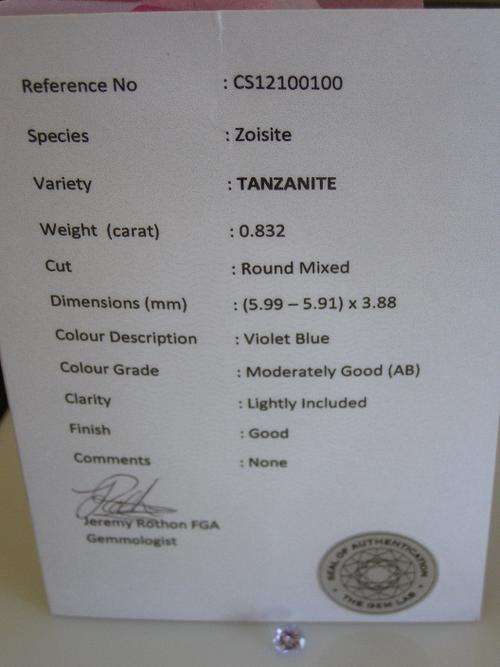 Reference No : CS12100100
Species : Zoisite
Variety : TANZANITE
Weight (carat) : 0.832
Cut : Round Mixed
Dimensions (mm) : (5.99 – 5.91) x 3.88
Colour Description : Violet Blue
Colour Grade : Moderately Good (AB)
Clarity : Lightly Included
Finish : Good
Comments : None
Jeremy Rothon FGA
Gemmologist
SEAL OF AUTHENTICATION
THE GEM LAB